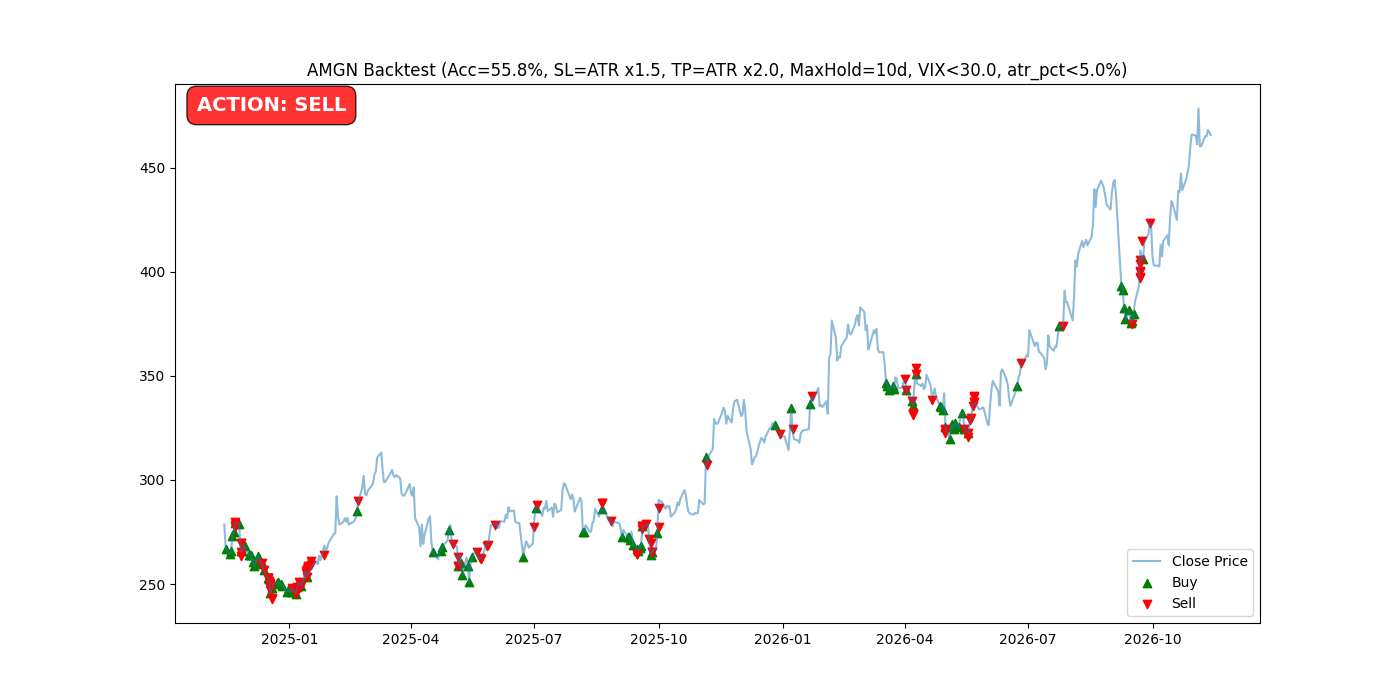 AMGN Backtest (Acc=55.8%, SL=ATR x1.5, TP=ATR x2.0, MaxHold=10d, VIX<30.0, atr_pct<5.0%)
ACTION: SELL
450
400
350
300
250
2025-01 2025-04 2025-07 2025-10 2026-01 2026-04 2026-07 2026-10
Close Price
Buy
Sell